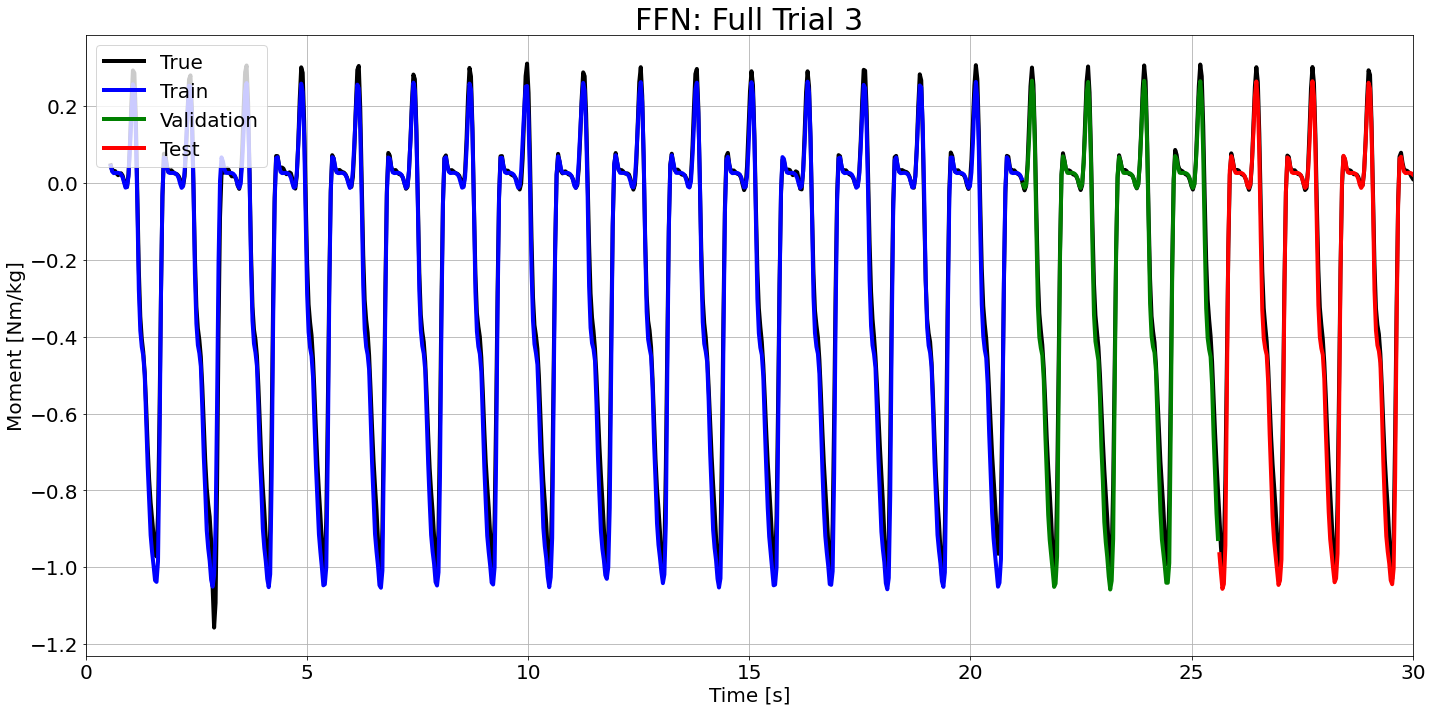 FFN: Full Trial 3
True
Train
Validation
Test
0.2
0.0
−0.2
−0.4
−0.6
−0.8
−1.0
−1.2
Moment [Nm/kg]
0 5 10 15 20 25 30
Time [s]